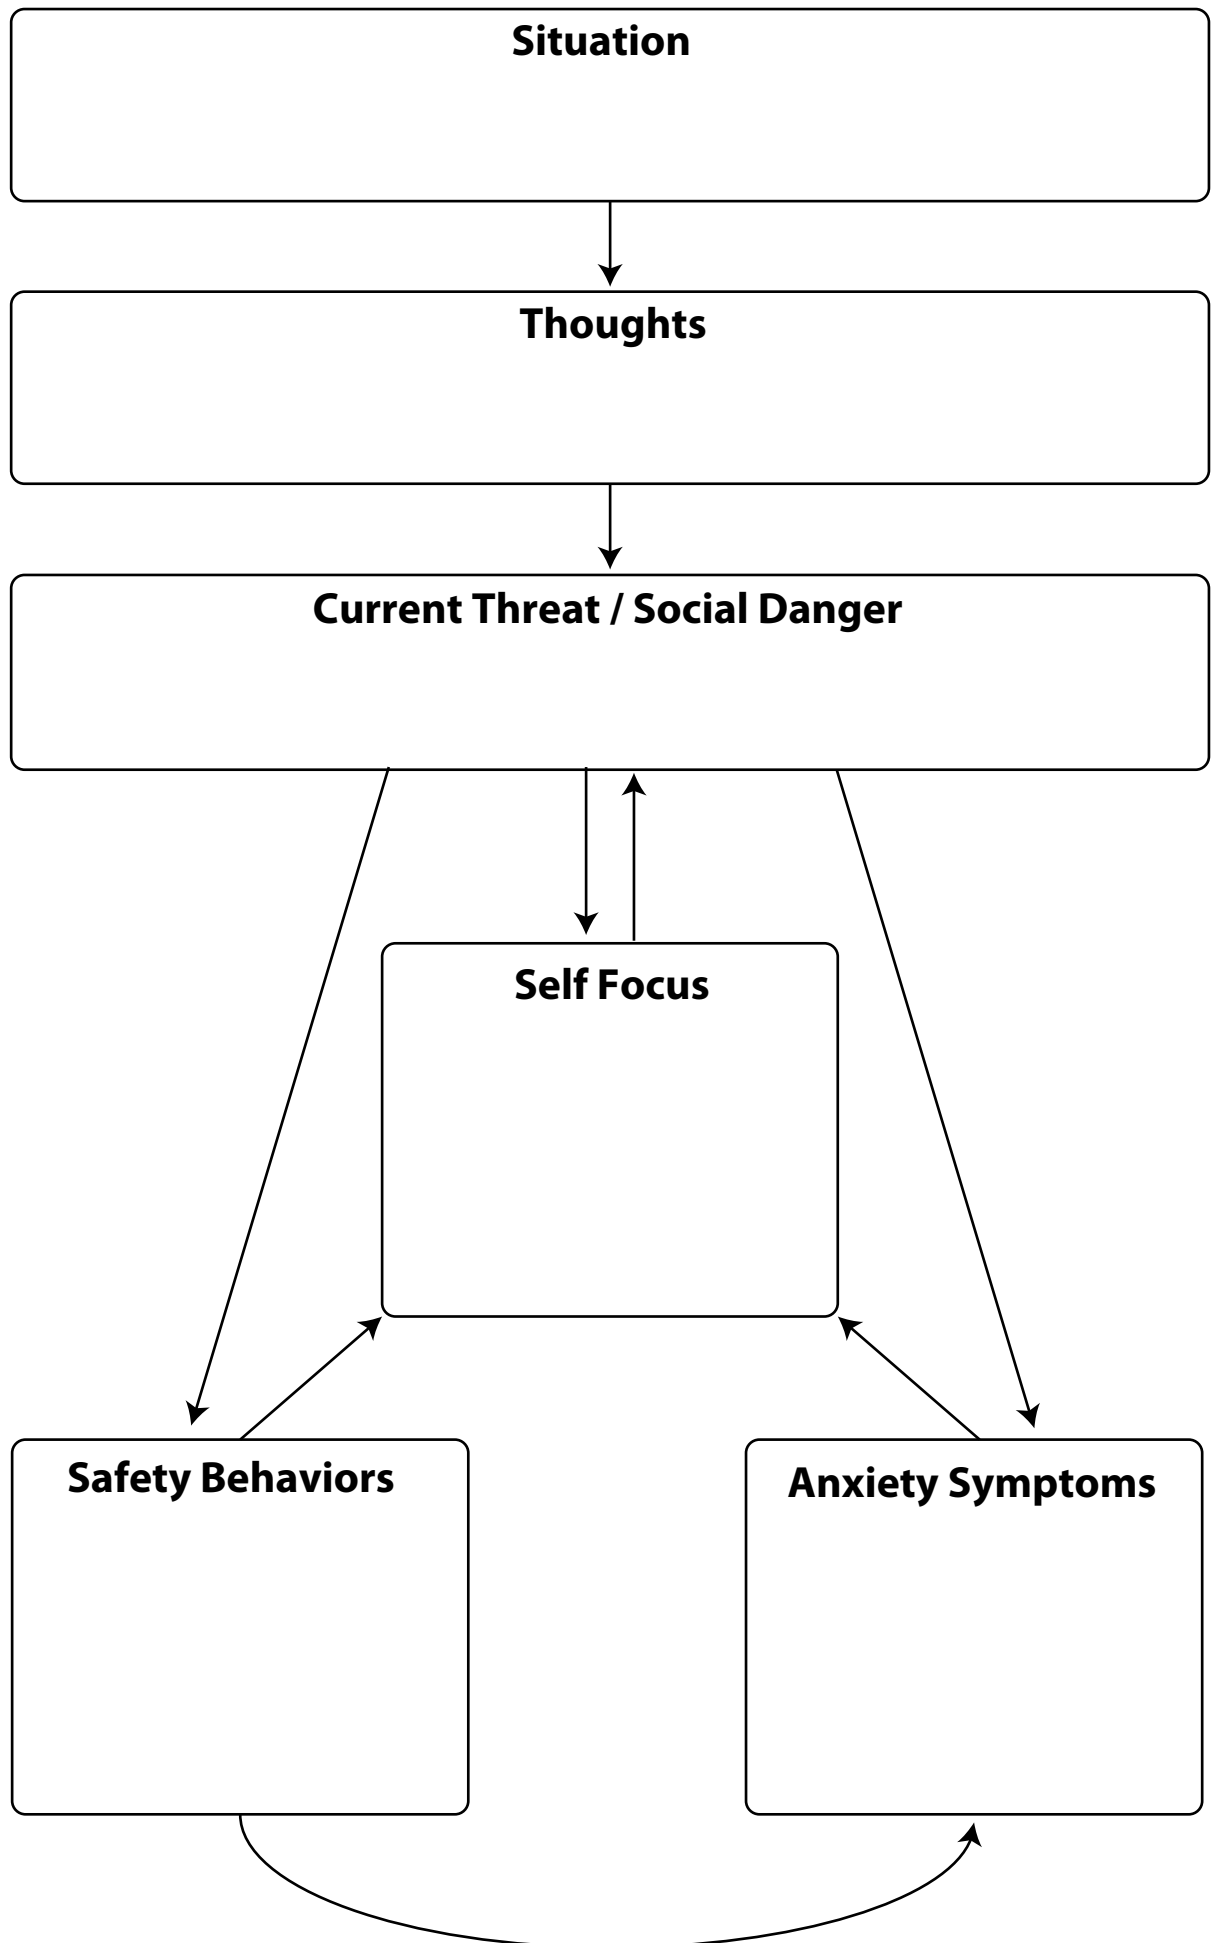 Situation
Thoughts
Current Threat / Social Danger
Self Focus
Safety Behaviors
Anxiety Symptoms